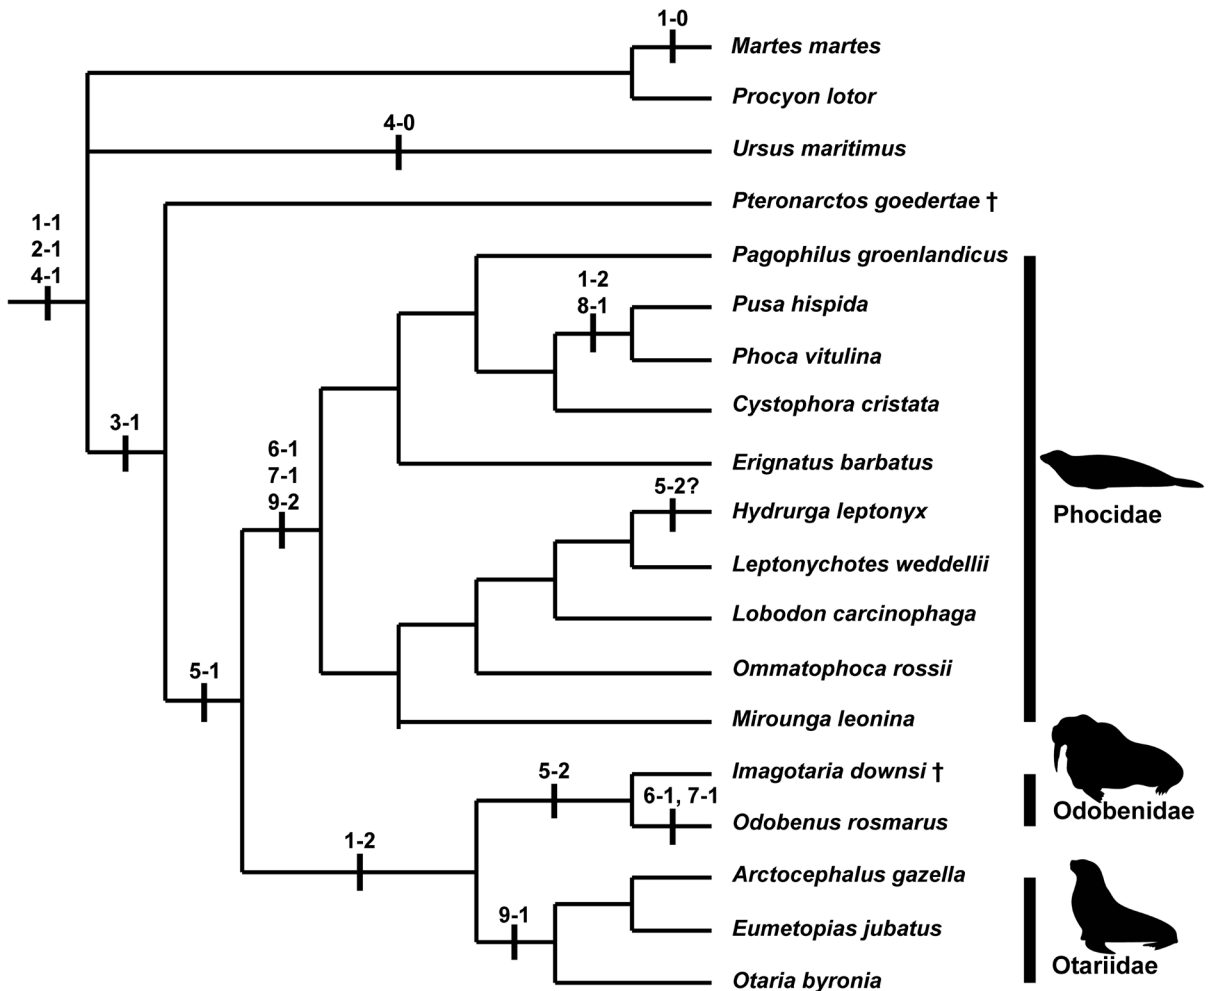 1-0
Martes martes
Procyon lotor
4-0
Ursus maritimus
Pteronarctos goedertae †
1-1
2-1
4-1
Pagophilus groenlandicus
1-2
8-1
Pusa hispida
Phoca vitulina
Cystophora cristata
3-1
6-1
7-1
9-2
Erignatus barbatus
5-2?
Hydrurga leptonyx
Phocidae
Leptonychotes weddellii
Lobodon carcinophaga
5-1
Ommatophoca rossii
Mirounga leonina
5-2
Imagotaria downsi †
6-1, 7-1
Odobenus rosmarus
Odobenidae
1-2
Arctocephalus gazella
9-1
Eumetopias jubatus
Otariidae
Otaria byronia